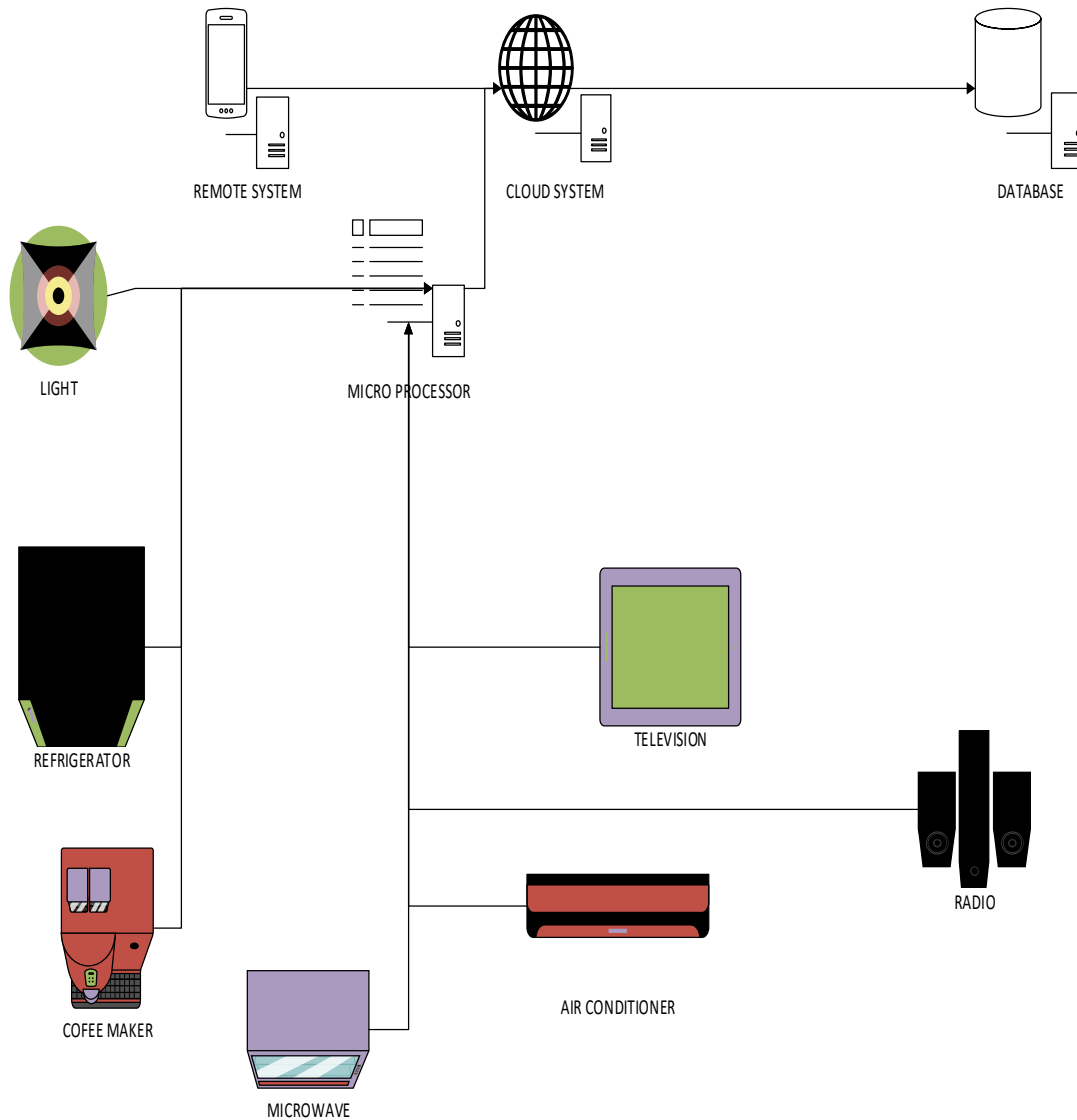 REMOTE SYSTEM
CLOUD SYSTEM
DATABASE
LIGHT
MICRO PROCESSOR
TELEVISION
REFRIGERATOR
RADIO
AIR CONDITIONER
COFEE MAKER
MICROWAVE